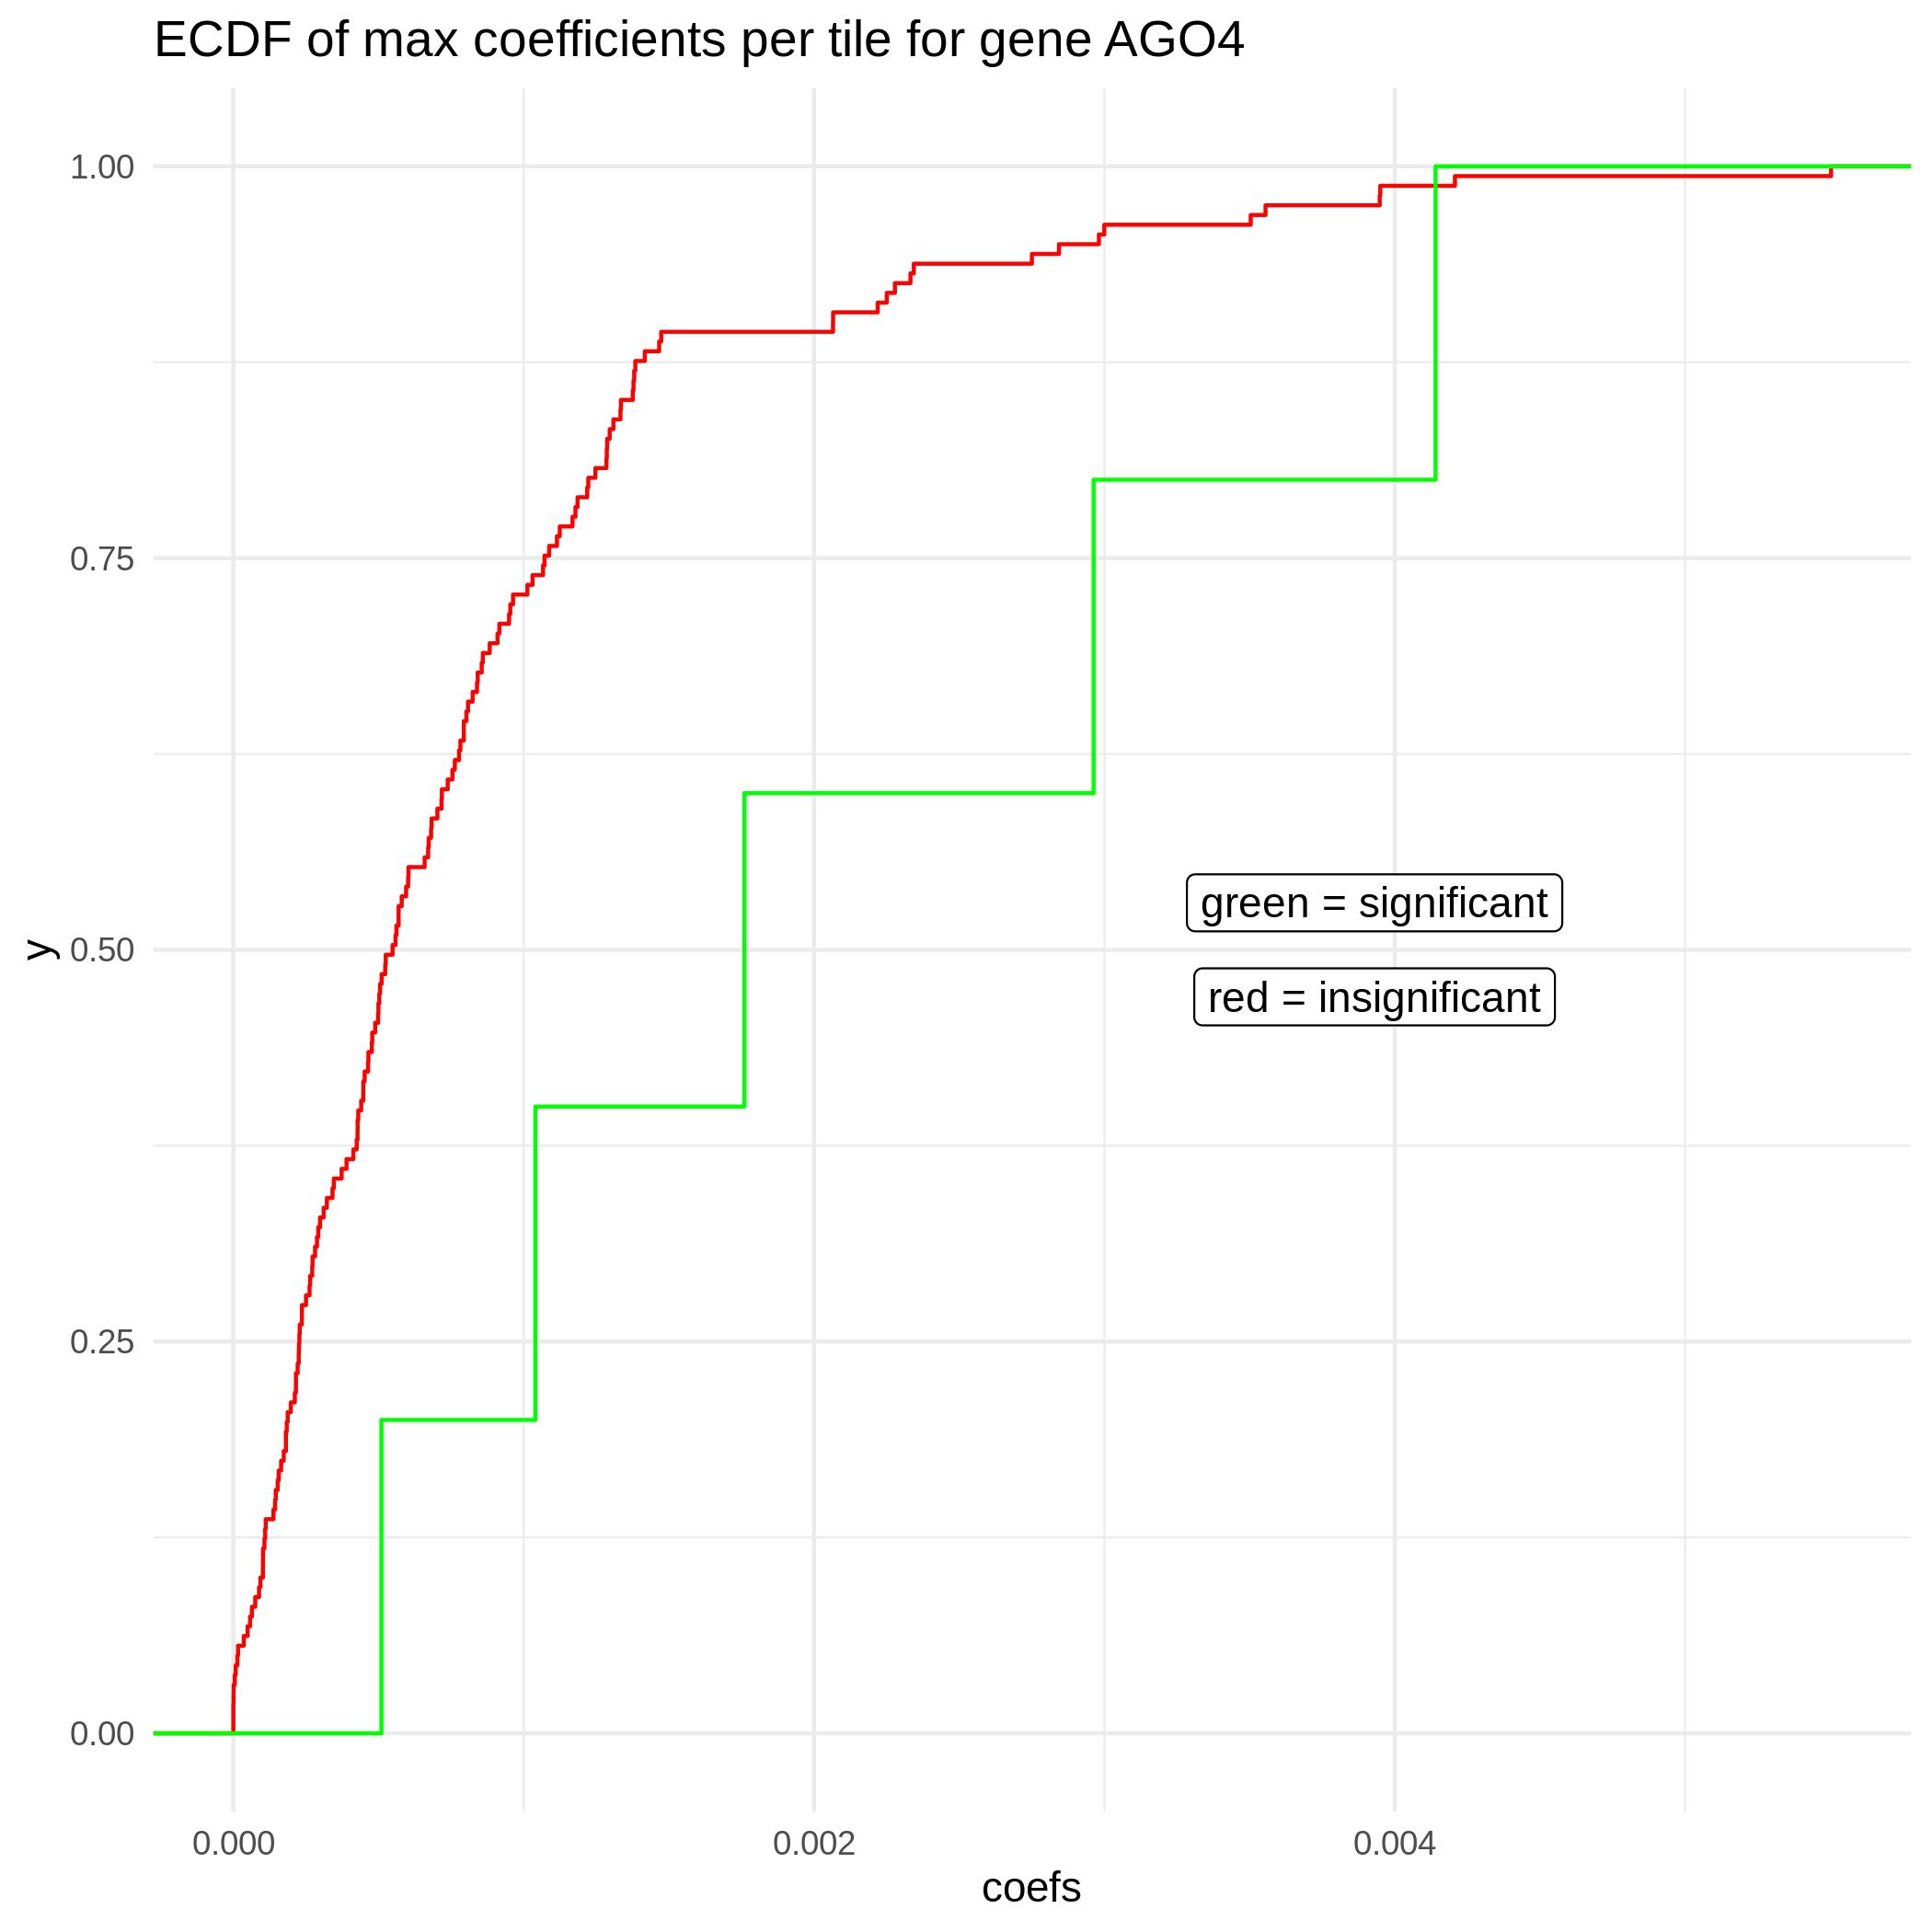 ECDF of max coefficients per tile for gene AGO4
1.00
0.75
0.50
0.25
0.00
y
green = significant
red = insignificant
0.000
0.002
0.004
coefs